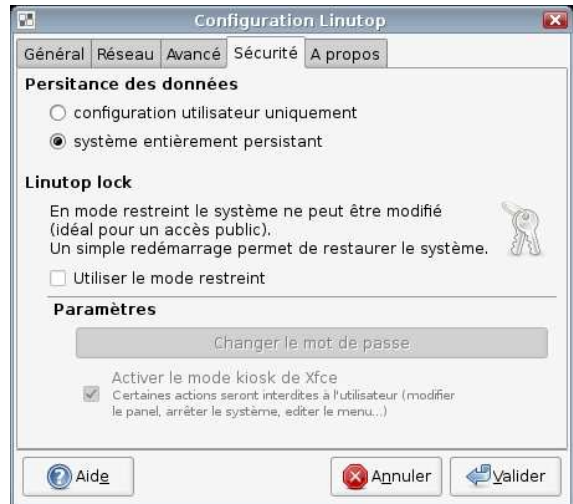 Configuration Linutop
Général Réseau Avancé Sécurité A propos
Persitance des données
configuration utilisateur uniquement
système entièrement persistant
Linutop lock
En mode restreint le système ne peut être modifié
(idéal pour un accès public).
Un simple redémarrage permet de restaurer le système.
Utiliser le mode restreint
Paramètres
Changer le mot de passe
Activer le mode kiosk de Xfce
Certaines actions seront interdites à l'utilisateur (modifier
le panel, arrêter le système, editer le menu...)
Aide Annuler Valider